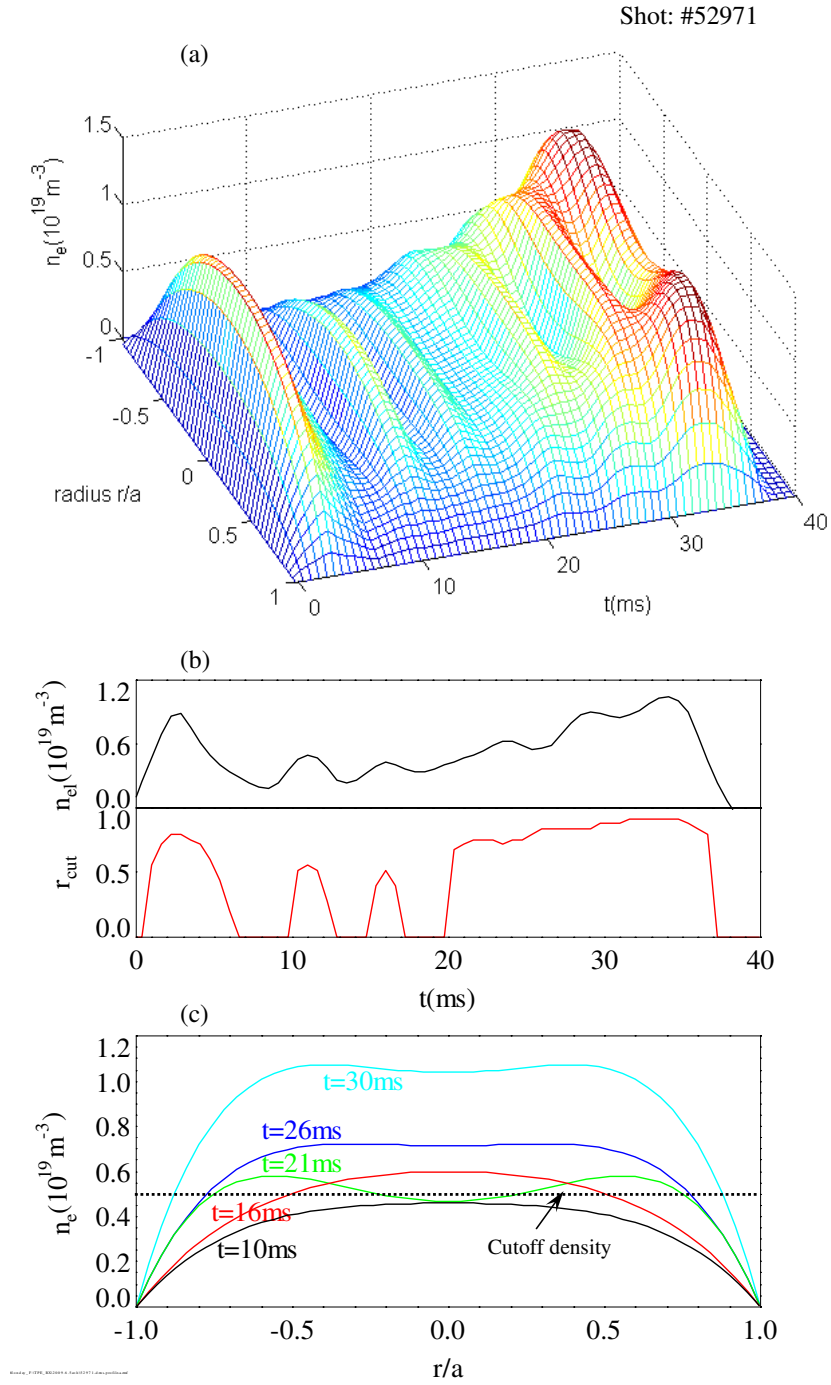 Shot: #52971
(a)
n_e(10^19 m^-3)
1.5
1
0.5
0
-1
-0.5
0
0.5
1
radius r/a
0
10
20
30
40
t(ms)
(b)
n_el(10^19 m^-3)
1.2
0.6
0.0
r_cut
1.0
0.5
0.0
0 10 20 30 40
t(ms)
(c)
n_e(10^19 m^-3)
1.2
1.0
0.8
0.6
0.4
0.2
0.0
t=30ms
t=26ms
t=21ms
t=16ms
t=10ms
Cutoff density
-1.0 -0.5 0.0 0.5 1.0
r/a